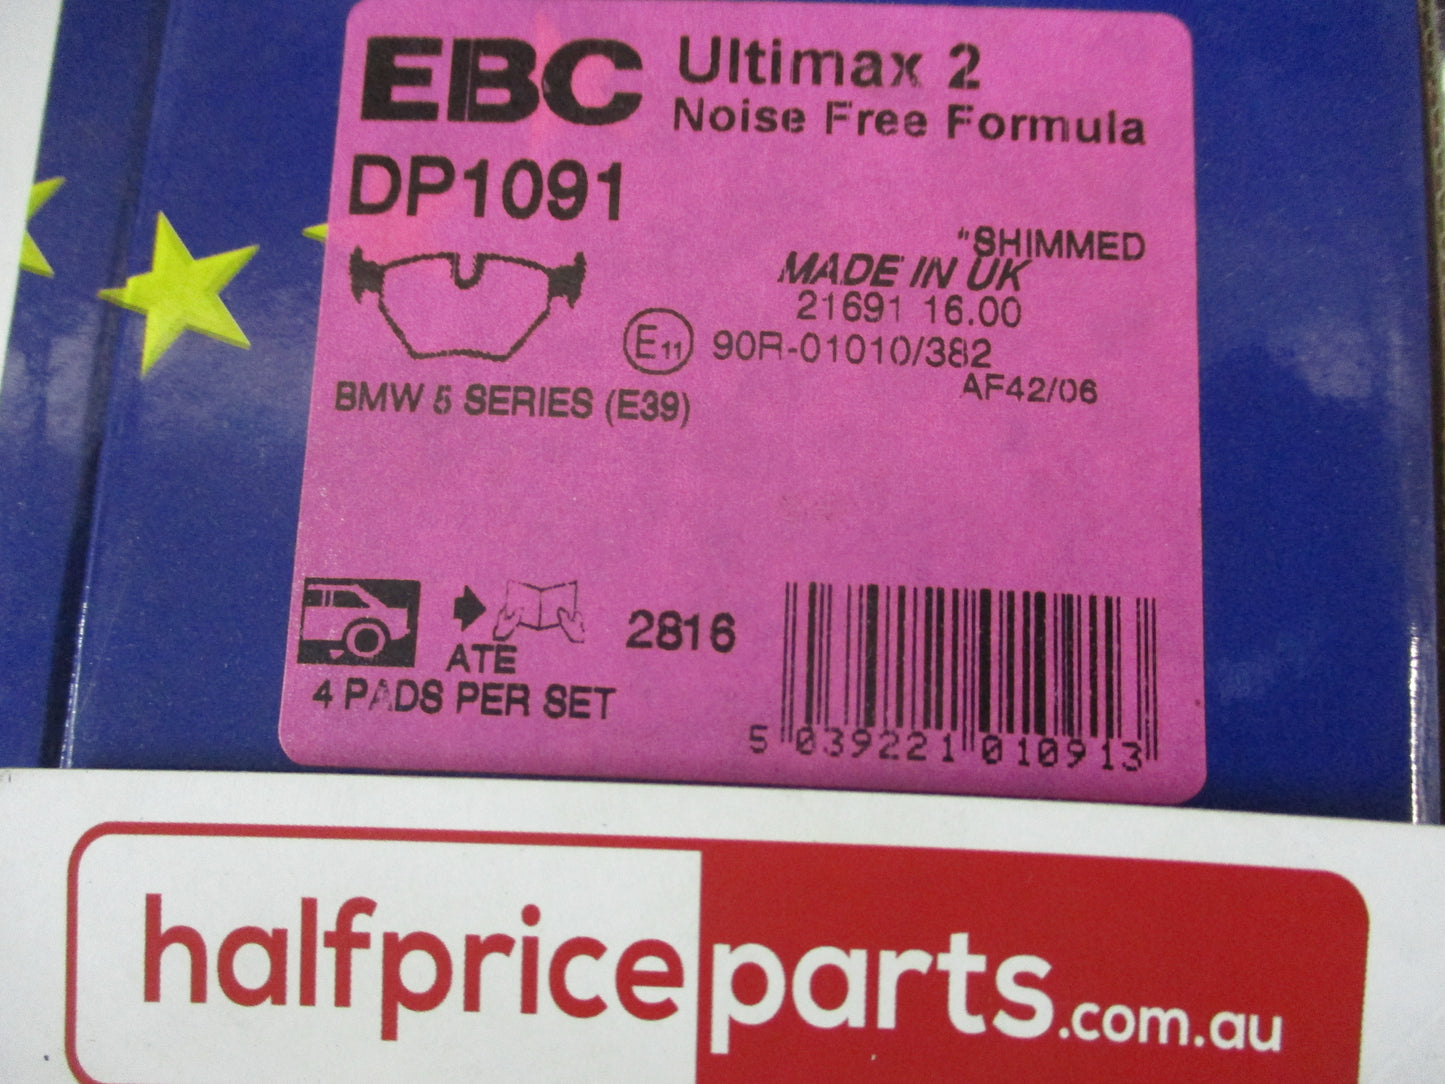 EBC Ultimax 2
Noise Free Formula
DP1091
"SHIMMED
MADE IN UK
21691 16.00
E11 90R-01010/382
AF42/06
BMW 5 SERIES (E39)
ATE
2816
4 PADS PER SET
5 039221 010913
halfpriceparts.com.au